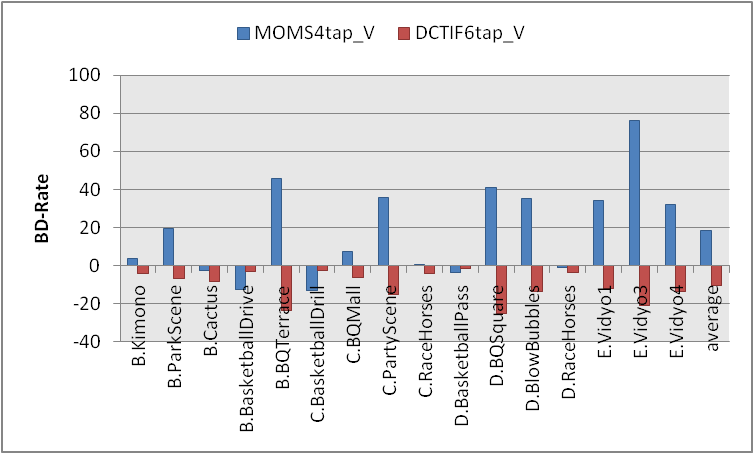 MOMS4tap_V DCTIF6tap_V
100
80
60
40
20
0
-20
-40
BD-Rate
B.Kimono
B.ParkScene
B.Cactus
B.BasketballDrive
B.BQTerrace
C.BasketballDrill
C.BQMall
C.PartyScene
C.RaceHorses
D.BasketballPass
D.BQSquare
D.BlowBubbles
D.RaceHorses
E.Vidyo1
E.Vidyo3
E.Vidyo4
average